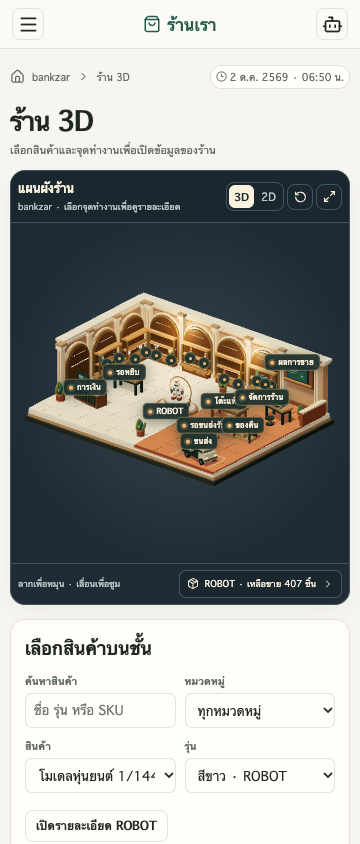 ร้านเรา
bankzar > ร้าน 3D
2 ต.ค. 2569 · 06:50 น.
ร้าน 3D
เลือกสินค้าและจุดทำงานเพื่อเปิดข้อมูลของร้าน
แผนผังร้าน
bankzar · เลือกจุดทำงานเพื่อดูรายละเอียด
3D 2D
ผลการขาย
รอหยิบ
การเงิน
จัดการร้าน
ROBOT
รอขนส่งรับ
ของคืน
ขนส่ง
ลากเพื่อหมุน · เลื่อนเพื่อซูม
ROBOT · เหลือขาย 407 ชิ้น
เลือกสินค้าบนชั้น
ค้นหาสินค้า
หมวดหมู่
ชื่อ รุ่น หรือ SKU
ทุกหมวดหมู่
สินค้า
รุ่น
โมเดลหุ่นยนต์ 1/144
สีขาว · ROBOT
เปิดรายละเอียด ROBOT